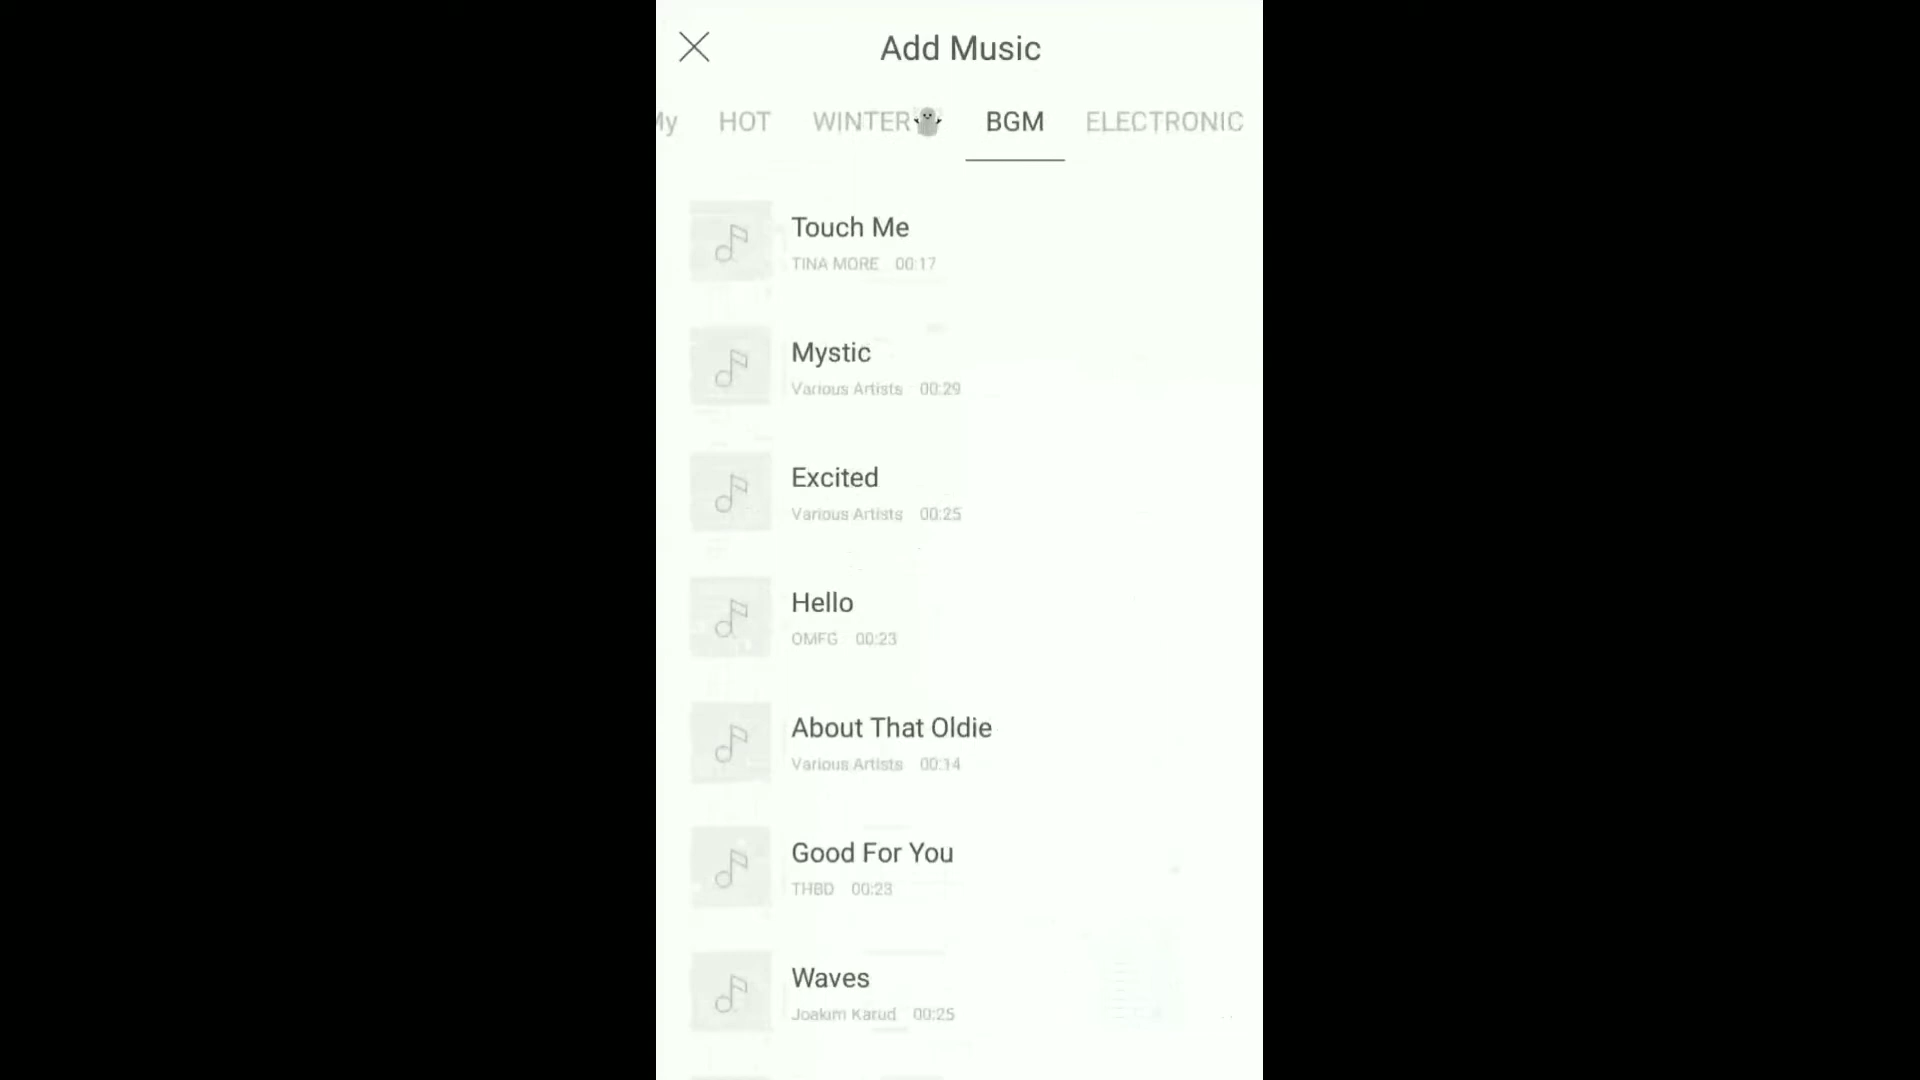 Add Music
My HOT WINTER BGM ELECTRONIC
Touch Me
TINA MORE 00:17
Mystic
Various Artists 00:29
Excited
Various Artists 00:25
Hello
OMFG 00:23
About That Oldie
Various Artists 00:14
Good For You
THBD 00:23
Waves
Joakim Karud 00:25